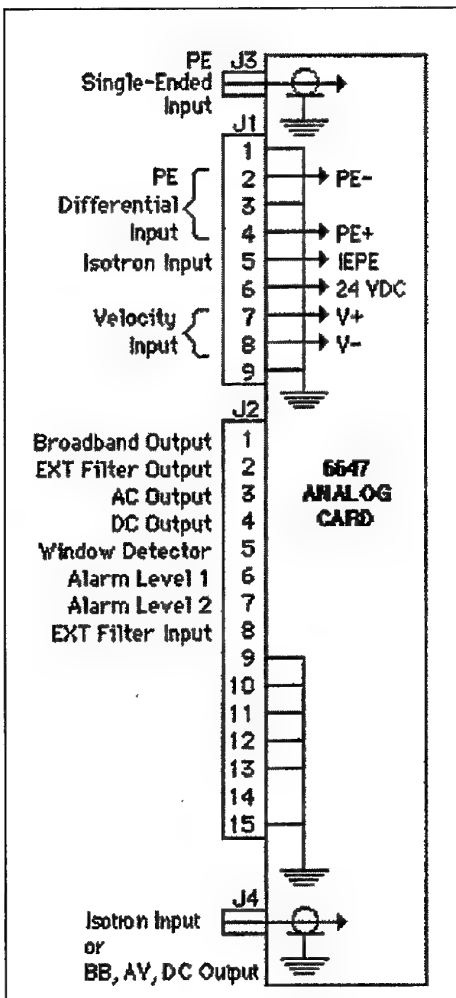 PE J3
Single-Ended
Input
J1
1
PE 2 PE-
Differential 3
Input 4 PE+
Isotron Input 5 IEPE
6 24 VDC
Velocity 7 V+
Input 8 V-
9
J2
Broadband Output 1
EXT Filter Output 2
AC Output 3
DC Output 4
Window Detector 5
Alarm Level 1 6
Alarm Level 2 7
EXT Filter Input 8
6647
ANALOG
CARD
9
10
11
12
13
14
15
J4
Isotron Input
or
BB, AV, DC Output